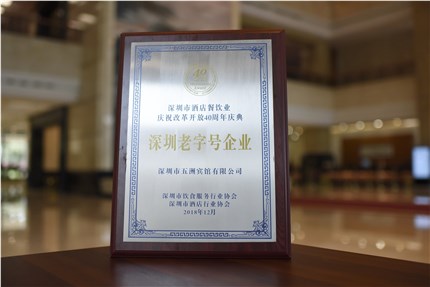 40
深圳市酒店餐饮业
庆祝改革开放40周年庆典
深圳老字号企业
深圳市五洲宾馆有限公司
深圳市饮食服务行业协会
深圳市酒店行业协会
2018年12月